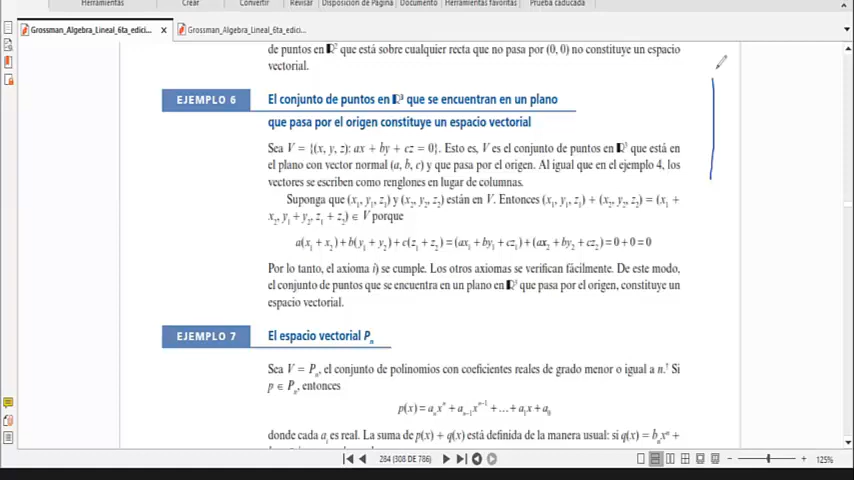 Herramientas Crear Convertir Revisar Disposición de Página Documento Herramientas favoritas Prueba caducada
Grossman_Algebra_Lineal_6ta_edici... × Grossman_Algebra_Lineal_6ta_edici...
de puntos en ℝ² que está sobre cualquier recta que no pasa por (0, 0) no constituye un espacio
vectorial.
EJEMPLO 6 El conjunto de puntos en ℝ³ que se encuentran en un plano
que pasa por el origen constituye un espacio vectorial
Sea V = {(x, y, z): ax + by + cz = 0}. Esto es, V es el conjunto de puntos en ℝ³ que está en
el plano con vector normal (a, b, c) y que pasa por el origen. Al igual que en el ejemplo 4, los
vectores se escriben como renglones en lugar de columnas.
Suponga que (x₁, y₁, z₁) y (x₂, y₂, z₂) están en V. Entonces (x₁, y₁, z₁) + (x₂, y₂, z₂) = (x₁ +
x₂, y₁ + y₂, z₁ + z₂) ∈ V porque
a(x₁ + x₂) + b(y₁ + y₂) + c(z₁ + z₂) = (ax₁ + by₁ + cz₁) + (ax₂ + by₂ + cz₂) = 0 + 0 = 0
Por lo tanto, el axioma i) se cumple. Los otros axiomas se verifican fácilmente. De este modo,
el conjunto de puntos que se encuentra en un plano en ℝ³ que pasa por el origen, constituye un
espacio vectorial.
EJEMPLO 7 El espacio vectorial Pₙ
Sea V = Pₙ, el conjunto de polinomios con coeficientes reales de grado menor o igual a n.¹ Si
p ∈ Pₙ, entonces
p(x) = aₙxⁿ + aₙ₋₁xⁿ⁻¹ + ... + a₁x + a₀
donde cada aᵢ es real. La suma de p(x) + q(x) está definida de la manera usual: si q(x) = bₙxⁿ +
284 (308 DE 786) 125%